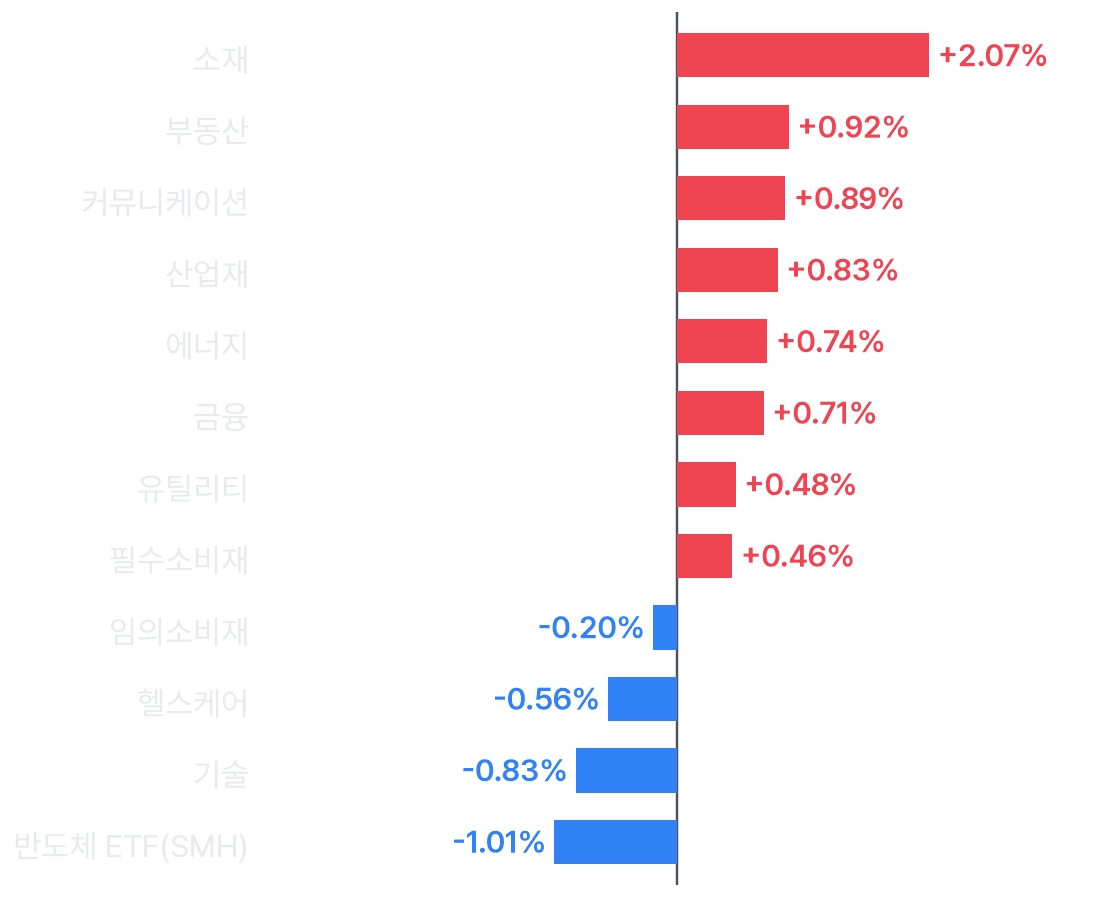 소재 +2.07%
부동산 +0.92%
커뮤니케이션 +0.89%
산업재 +0.83%
에너지 +0.74%
금융 +0.71%
유틸리티 +0.48%
필수소비재 +0.46%
임의소비재 -0.20%
헬스케어 -0.56%
기술 -0.83%
반도체 ETF(SMH) -1.01%